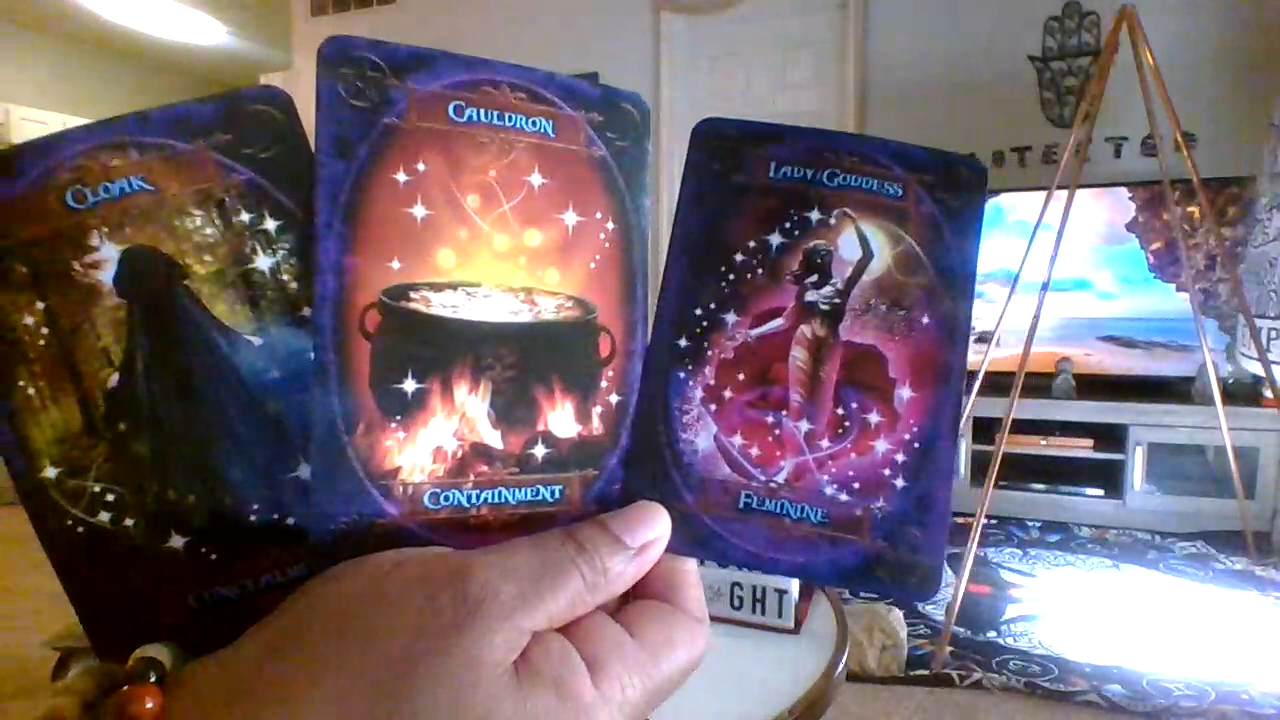 CLOAK
CAULDRON
CONTAINMENT
LADY/GODDESS
FEMININE
GHT